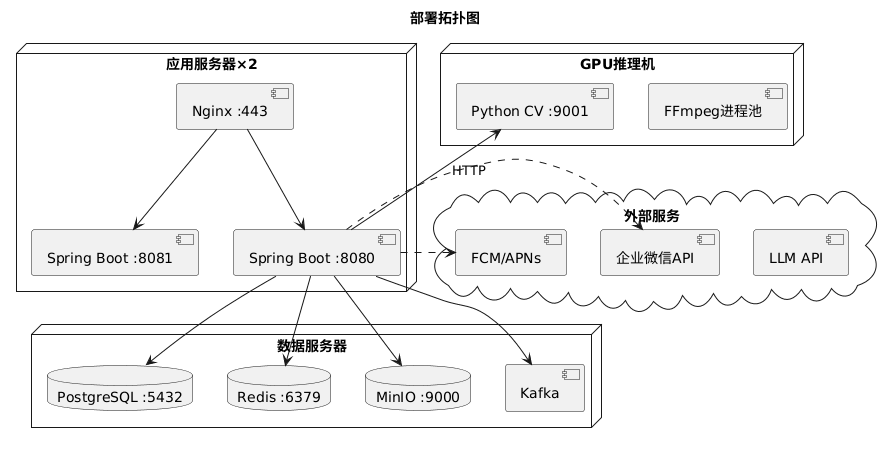 部署拓扑图
应用服务器×2
GPU推理机
Nginx :443
Python CV :9001
FFmpeg进程池
HTTP
外部服务
Spring Boot :8081
Spring Boot :8080
FCM/APNs
企业微信API
LLM API
数据服务器
PostgreSQL :5432
Redis :6379
MinIO :9000
Kafka